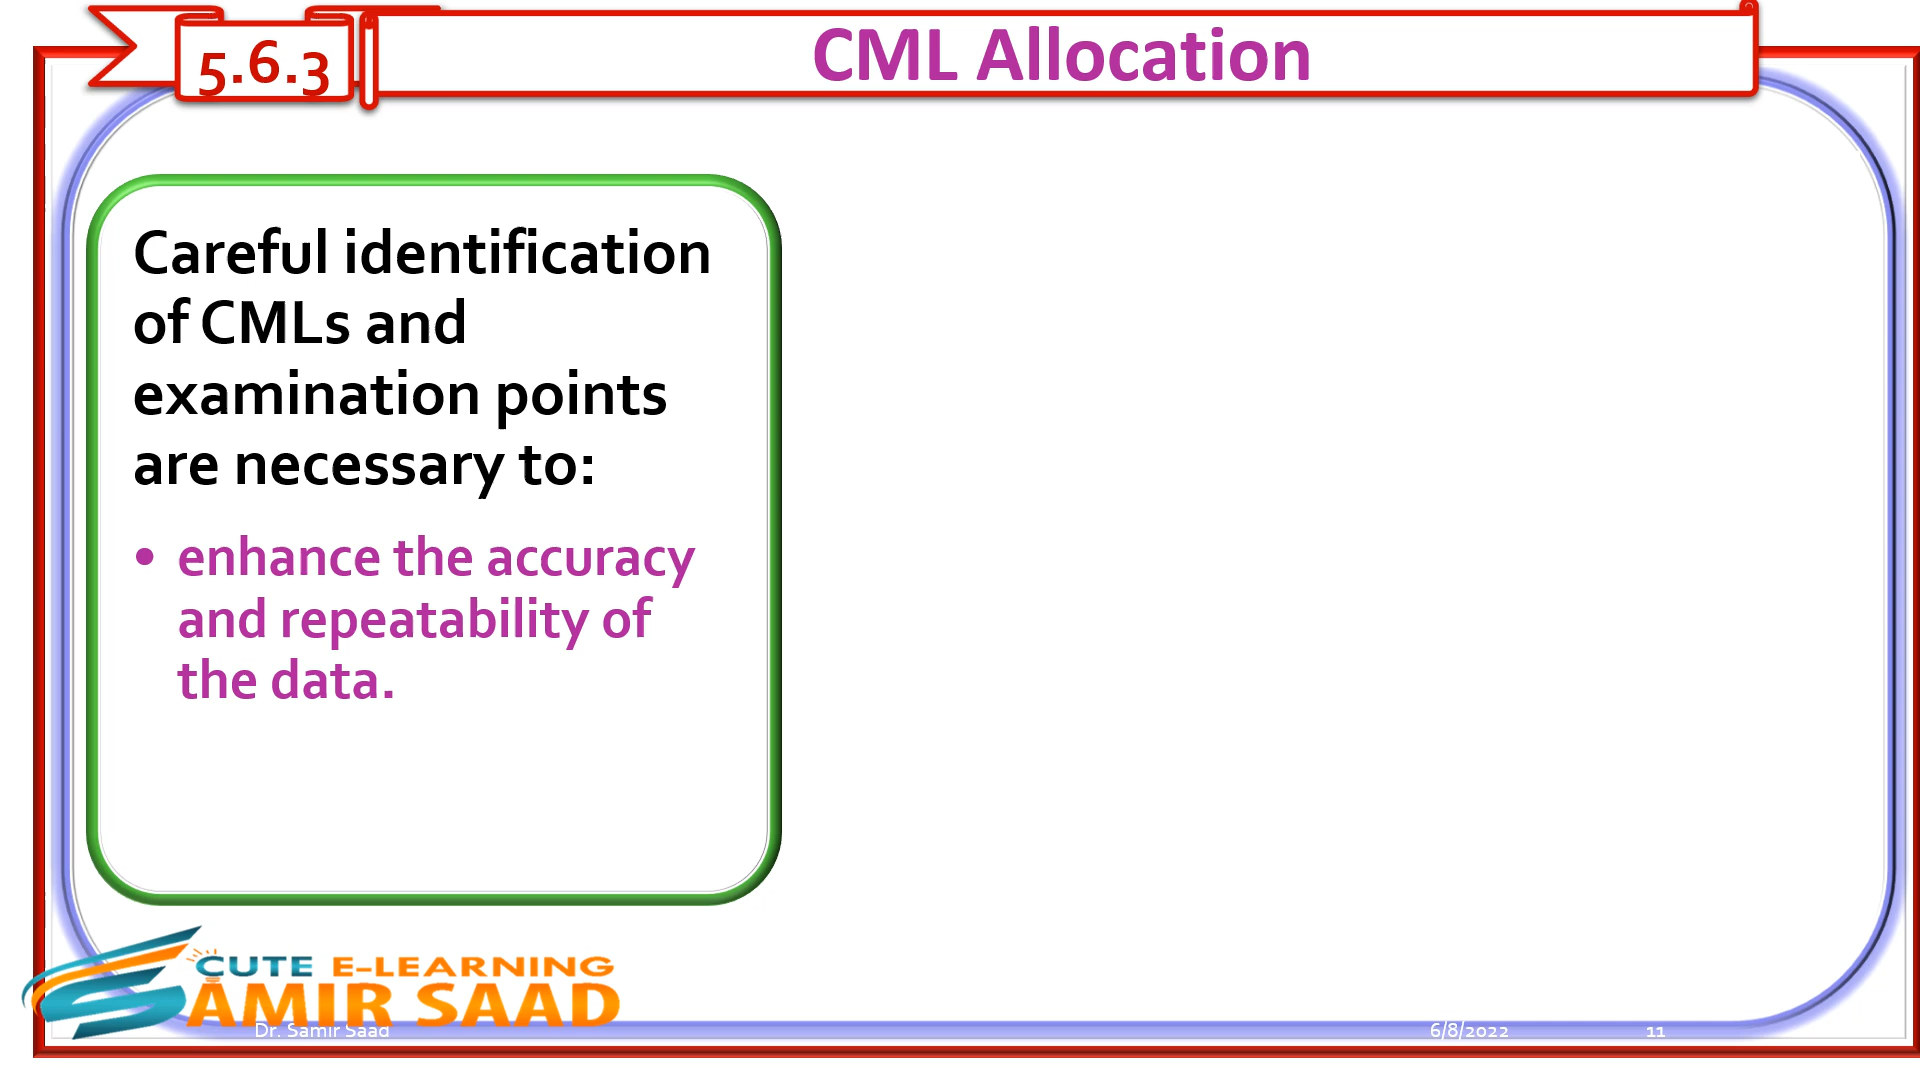 5.6.3
CML Allocation
Careful identification
of CMLs and
examination points
are necessary to:
• enhance the accuracy
and repeatability of
the data.
CUTE E-LEARNING
SAMIR SAAD
Dr. Samir Saad
6/8/2022
11